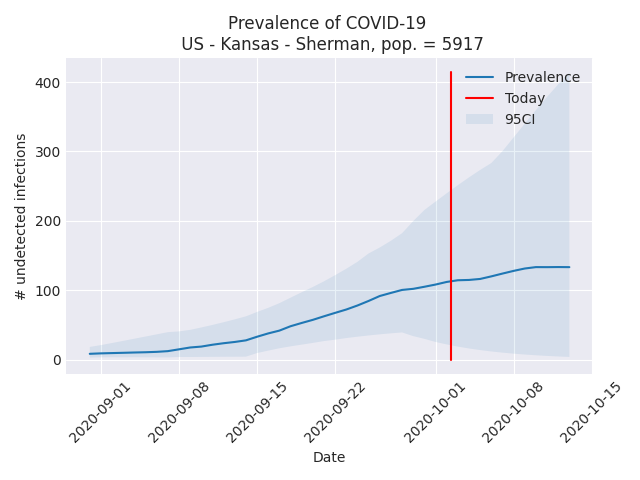 Prevalence of COVID-19
US - Kansas - Sherman, pop. = 5917
Prevalence
Today
95CI
# undetected infections
400
300
200
100
0
2020-09-01
2020-09-08
2020-09-15
2020-09-22
2020-10-01
2020-10-08
2020-10-15
Date